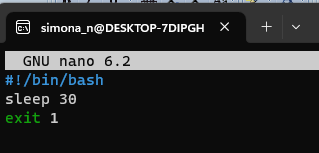 simona_n@DESKTOP-7DIPGH
GNU nano 6.2
#!/bin/bash
sleep 30
exit 1